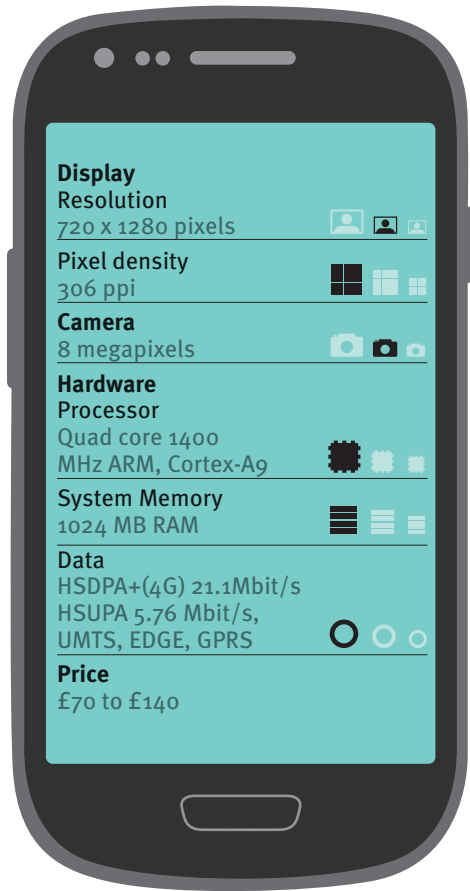 Display
Resolution
720 x 1280 pixels
Pixel density
306 ppi
Camera
8 megapixels
Hardware
Processor
Quad core 1400
MHz ARM, Cortex-A9
System Memory
1024 MB RAM
Data
HSDPA+(4G) 21.1Mbit/s
HSUPA 5.76 Mbit/s,
UMTS, EDGE, GPRS
Price
£70 to £140